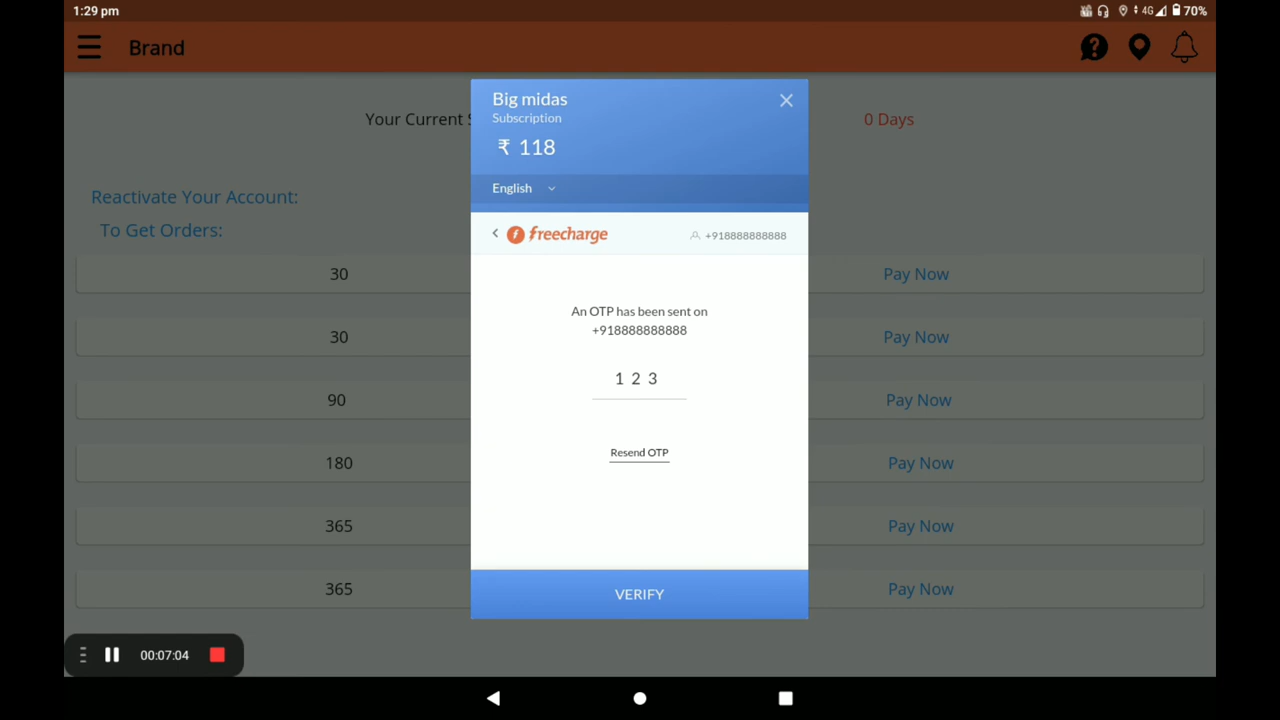 1:29 pm
4G 70%
Brand
Your Current
0 Days
Reactivate Your Account:
To Get Orders:
30 Pay Now
30 Pay Now
90 Pay Now
180 Pay Now
365 Pay Now
365 Pay Now
Big midas
Subscription
₹ 118
English
freecharge
+918888888888
An OTP has been sent on
+918888888888
1 2 3
Resend OTP
VERIFY
00:07:04